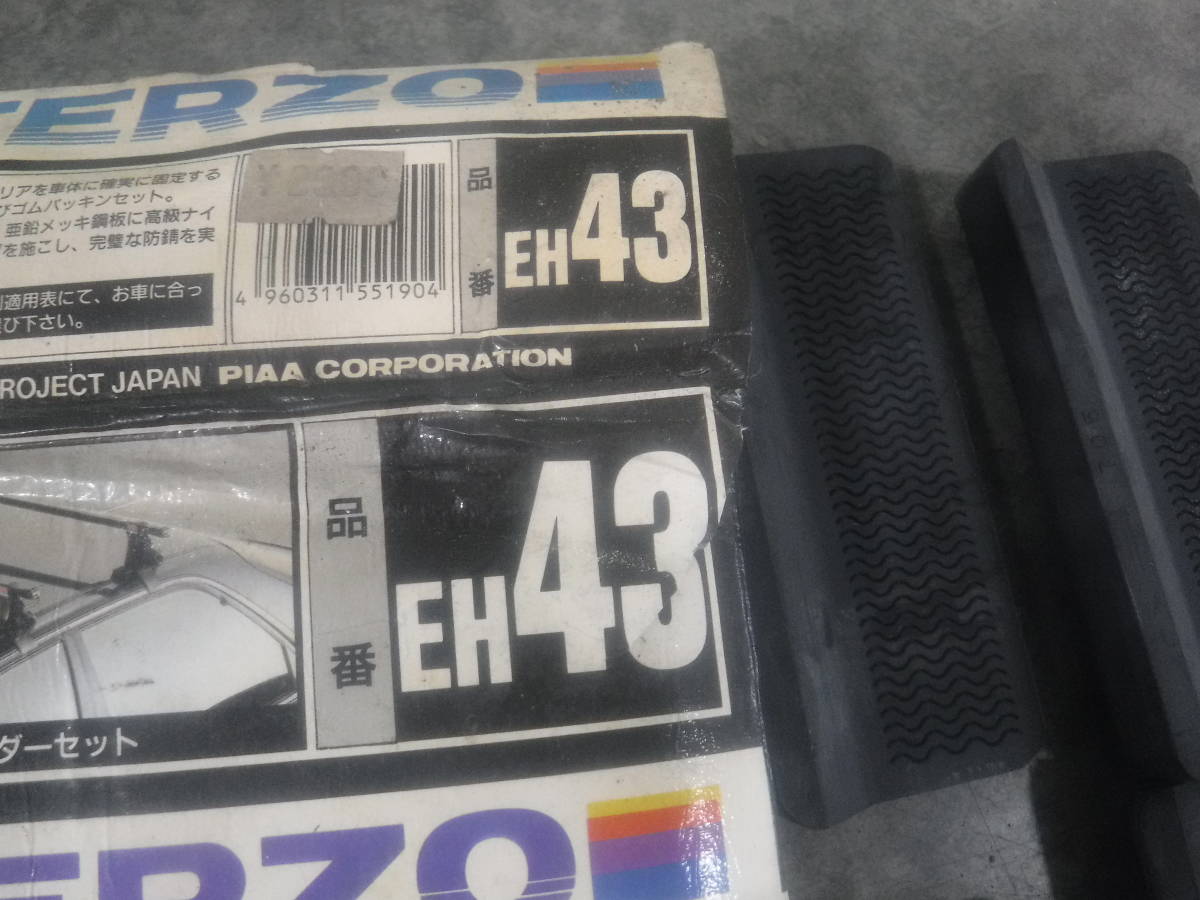 TERZO
リアを車体に確実に固定する
びゴムパッキンセット。
亜鉛メッキ鋼板に高級ナイ
を施こし、完璧な防錆を実
適用表にて、お車に合っ
び下さい。
4 960311 551904
品番
EH43
ROJECT JAPAN PIAA CORPORATION
品番
EH43
ダーセット
ERZO